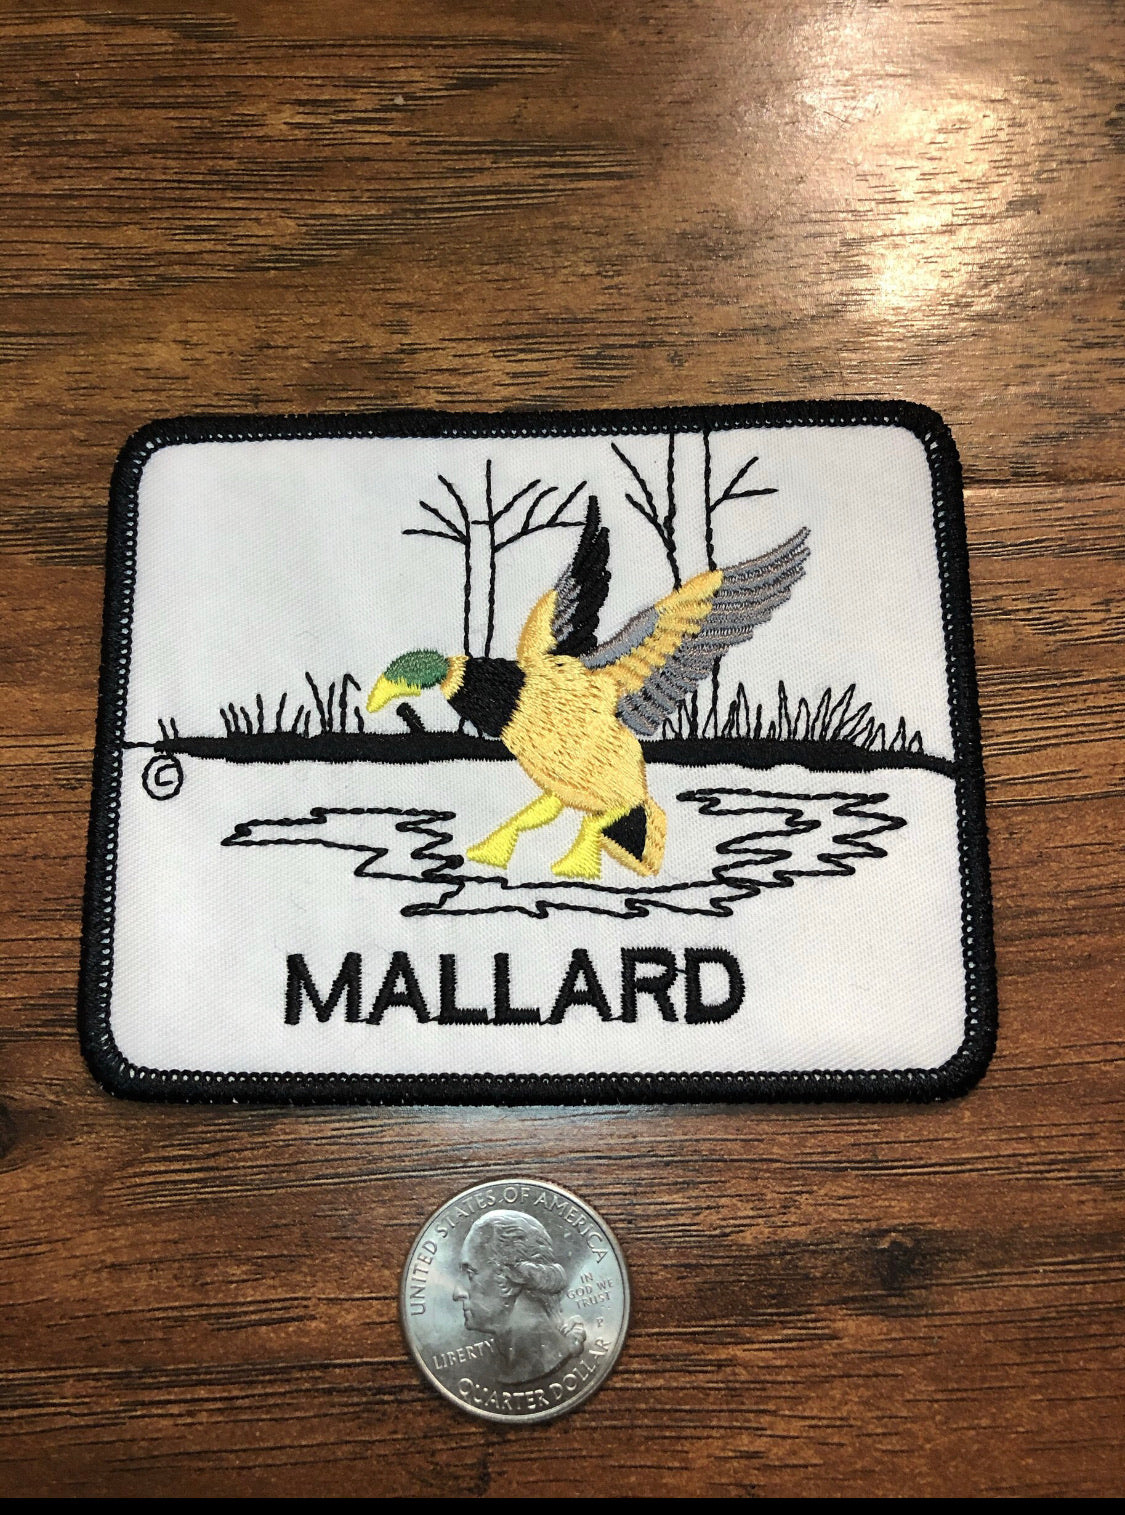 ©
MALLARD
UNITED STATES OF AMERICA
IN
GOD WE
TRUST
P
LIBERTY
QUARTER DOLLAR